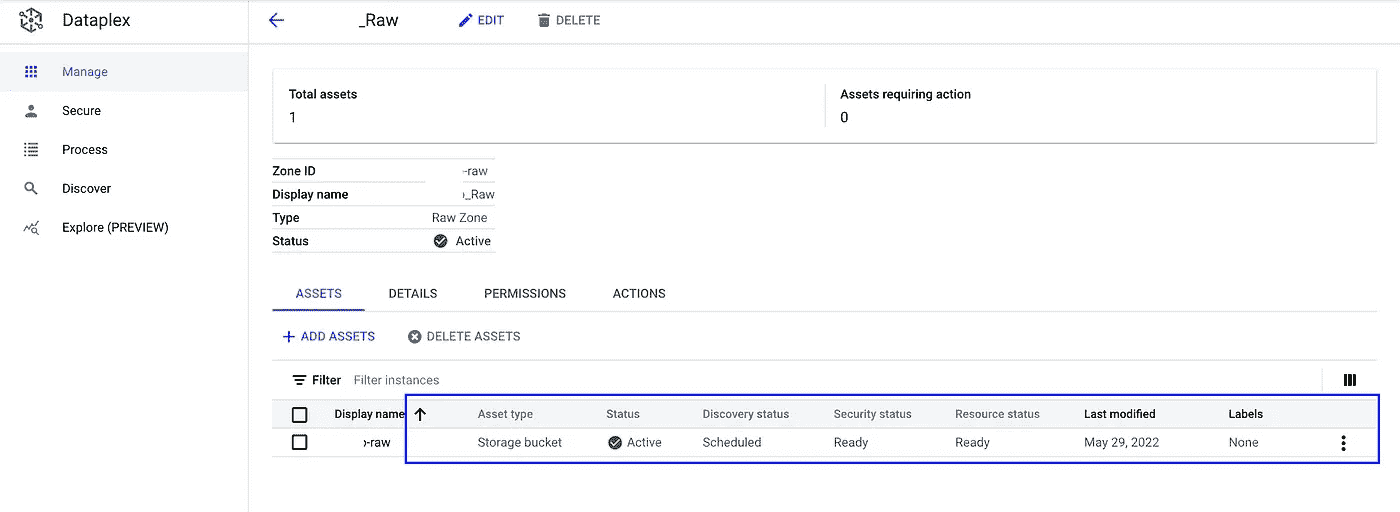 Dataplex
_Raw EDIT DELETE
Manage
Secure
Process
Discover
Explore (PREVIEW)
Total assets Assets requiring action
1 0
Zone ID -raw
Display name _Raw
Type Raw Zone
Status Active
ASSETS DETAILS PERMISSIONS ACTIONS
ADD ASSETS DELETE ASSETS
Filter Filter instances
Display name Asset type Status Discovery status Security status Resource status Last modified Labels
-raw Storage bucket Active Scheduled Ready Ready May 29, 2022 None